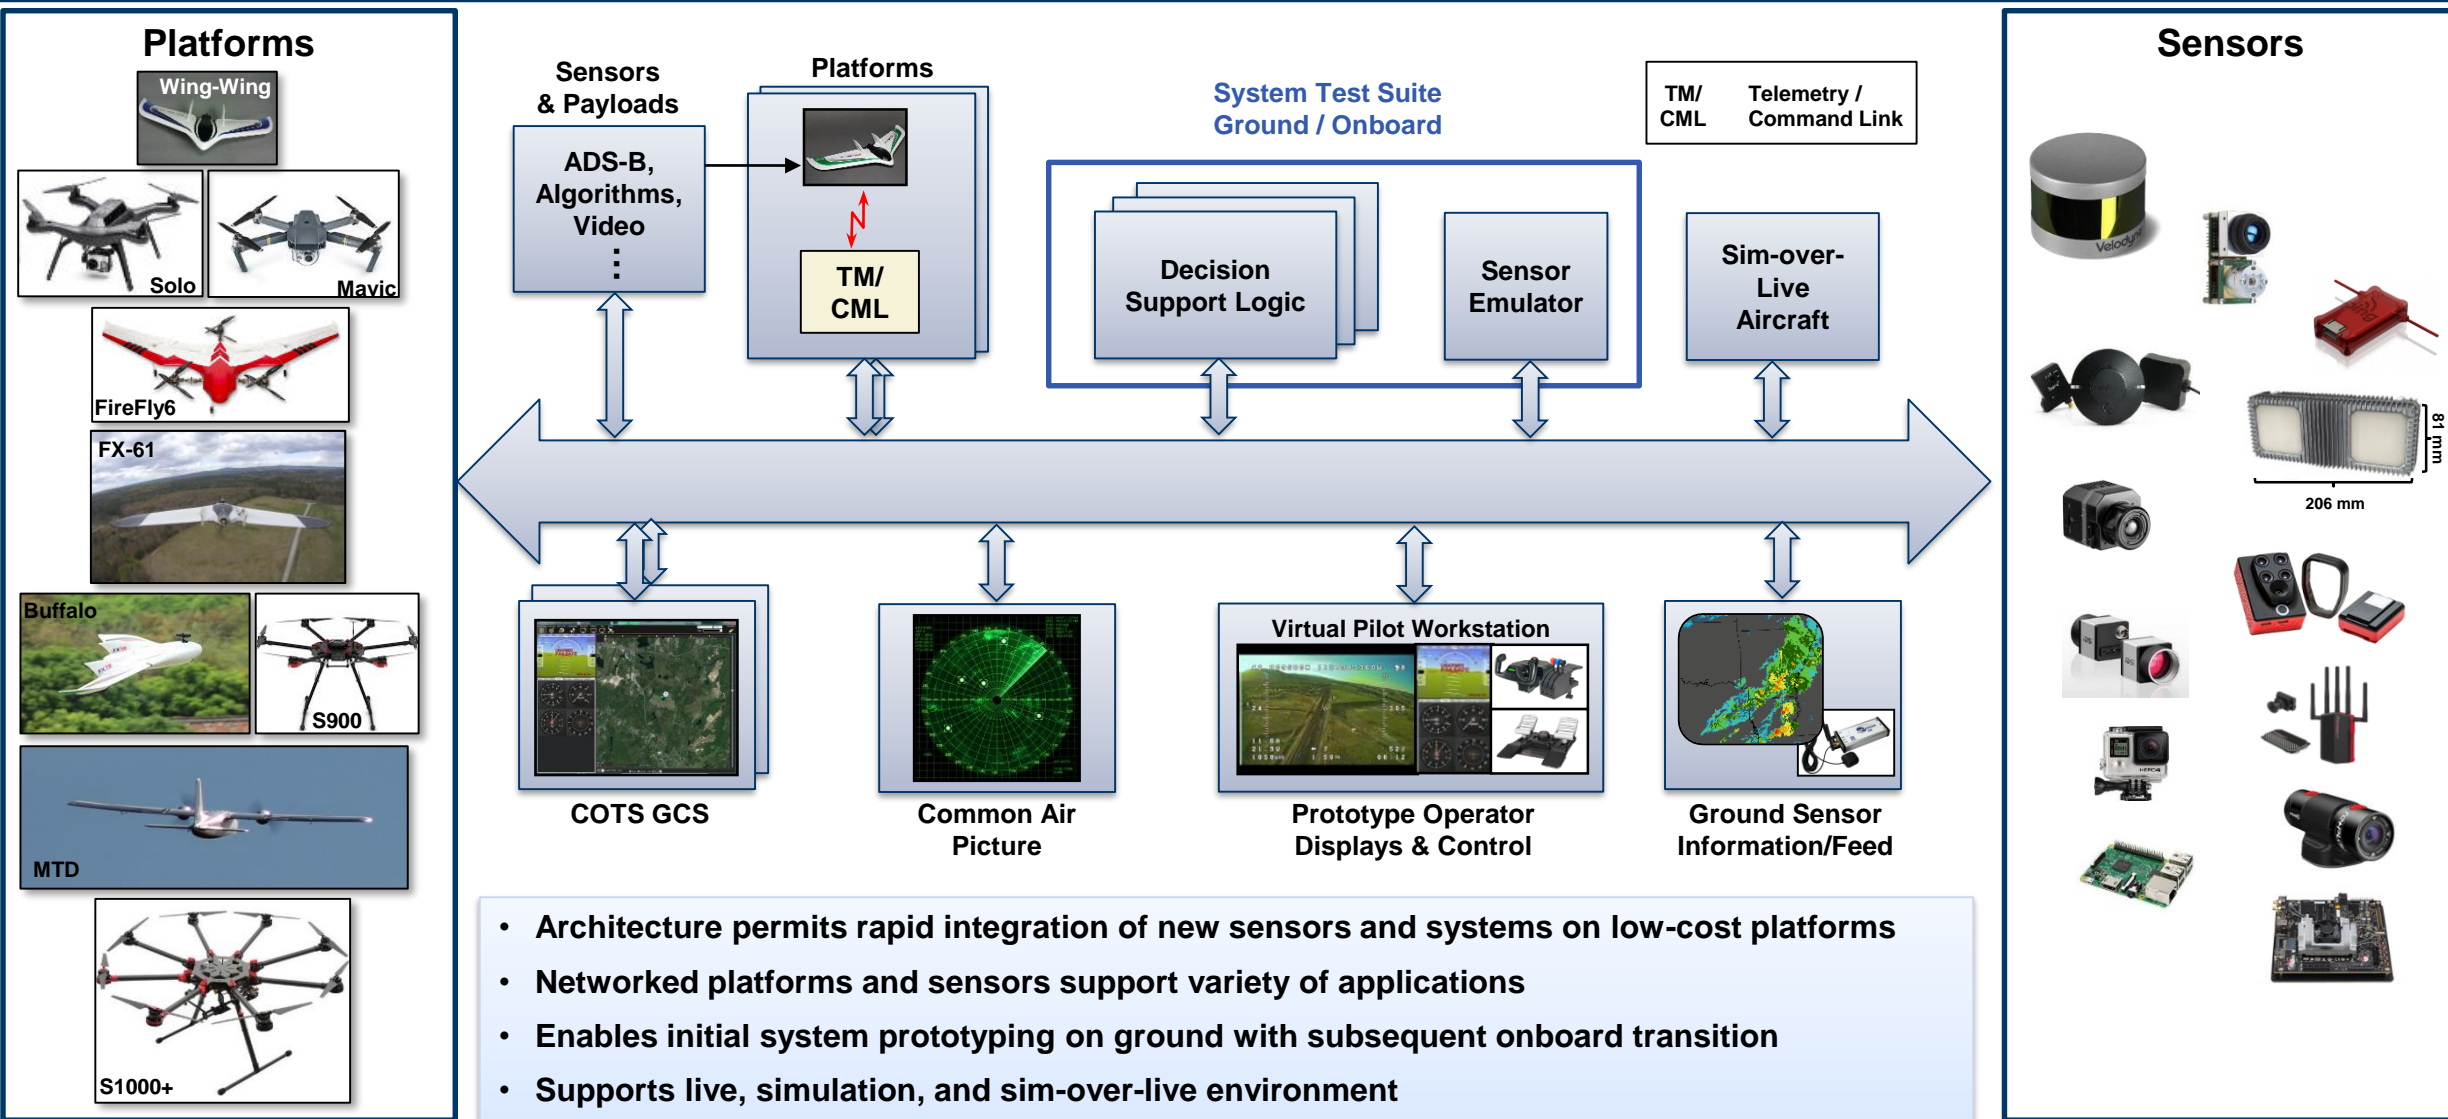 Platforms
Wing-Wing
Solo
Mavic
FireFly6
FX-61
Buffalo
S900
MTD
S1000+
Sensors
& Payloads
ADS-B,
Algorithms,
Video
⋮
Platforms
TM/
CML
System Test Suite
Ground / Onboard
Decision
Support Logic
Sensor
Emulator
TM/ Telemetry /
CML Command Link
Sim-over-
Live
Aircraft
COTS GCS
Common Air
Picture
Virtual Pilot Workstation
Prototype Operator
Displays & Control
Ground Sensor
Information/Feed
• Architecture permits rapid integration of new sensors and systems on low-cost platforms
• Networked platforms and sensors support variety of applications
• Enables initial system prototyping on ground with subsequent onboard transition
• Supports live, simulation, and sim-over-live environment
Sensors
Velodyne
81 mm
206 mm